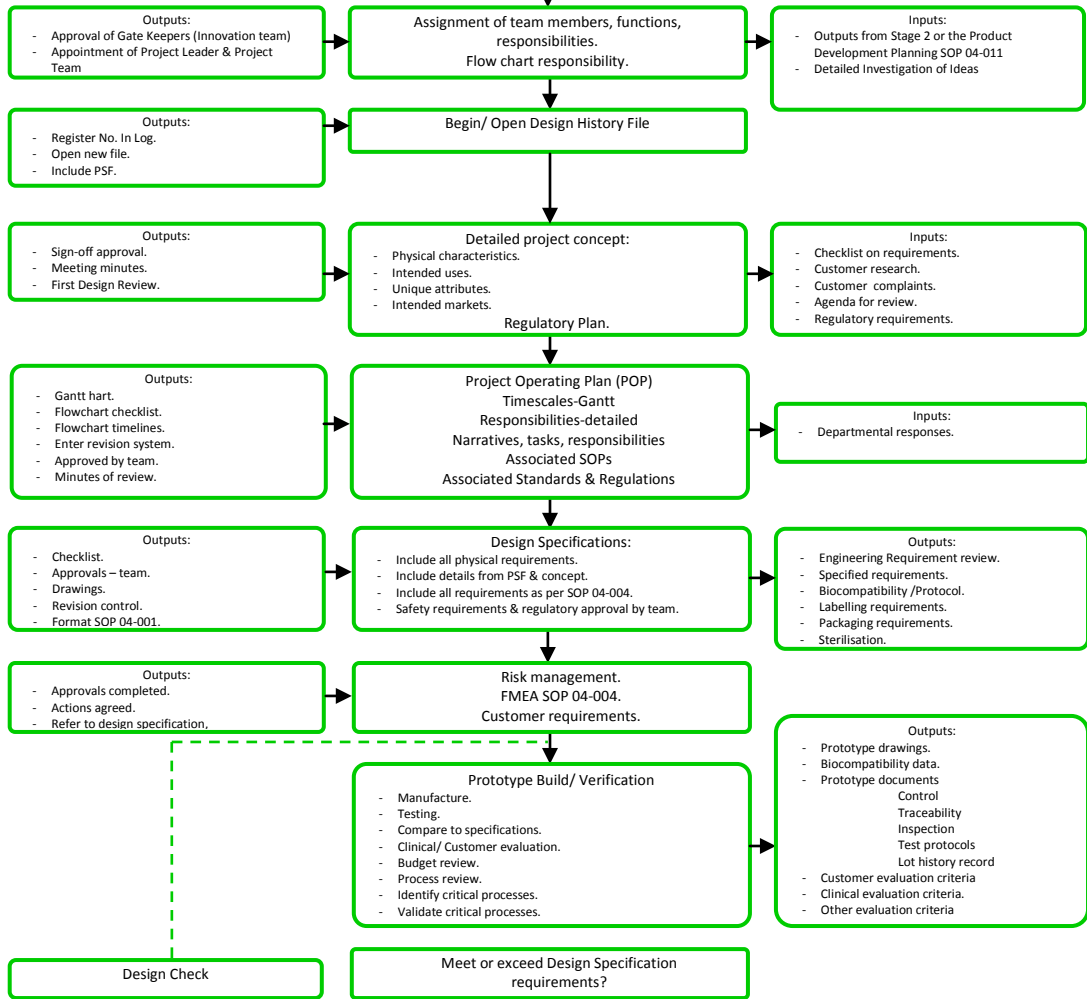 Outputs:
- Approval of Gate Keepers (Innovation team)
- Appointment of Project Leader & Project
Team
Assignment of team members, functions,
responsibilities.
Flow chart responsibility.
Inputs:
- Outputs from Stage 2 or the Product
Development Planning SOP 04-011
- Detailed Investigation of Ideas
Outputs:
- Register No. In Log.
- Open new file.
- Include PSF.
Begin/ Open Design History File
Outputs:
- Sign-off approval.
- Meeting minutes.
- First Design Review.
Detailed project concept:
- Physical characteristics.
- Intended uses.
- Unique attributes.
- Intended markets.
Regulatory Plan.
Inputs:
- Checklist on requirements.
- Customer research.
- Customer complaints.
- Agenda for review.
- Regulatory requirements.
Outputs:
- Gantt hart.
- Flowchart checklist.
- Flowchart timelines.
- Enter revision system.
- Approved by team.
- Minutes of review.
Project Operating Plan (POP)
Timescales-Gantt
Responsibilities-detailed
Narratives, tasks, responsibilities
Associated SOPs
Associated Standards & Regulations
Inputs:
- Departmental responses.
Outputs:
- Checklist.
- Approvals – team.
- Drawings.
- Revision control.
- Format SOP 04-001.
Design Specifications:
- Include all physical requirements.
- Include details from PSF & concept.
- Include all requirements as per SOP 04-004.
- Safety requirements & regulatory approval by team.
Outputs:
- Engineering Requirement review.
- Specified requirements.
- Biocompatibility /Protocol.
- Labelling requirements.
- Packaging requirements.
- Sterilisation.
Outputs:
- Approvals completed.
- Actions agreed.
- Refer to design specification,
Risk management.
FMEA SOP 04-004.
Customer requirements.
Prototype Build/ Verification
- Manufacture.
- Testing.
- Compare to specifications.
- Clinical/ Customer evaluation.
- Budget review.
- Process review.
- Identify critical processes.
- Validate critical processes.
Outputs:
- Prototype drawings.
- Biocompatibility data.
- Prototype documents
Control
Traceability
Inspection
Test protocols
Lot history record
- Customer evaluation criteria
- Clinical evaluation criteria.
- Other evaluation criteria
Design Check
Meet or exceed Design Specification
requirements?